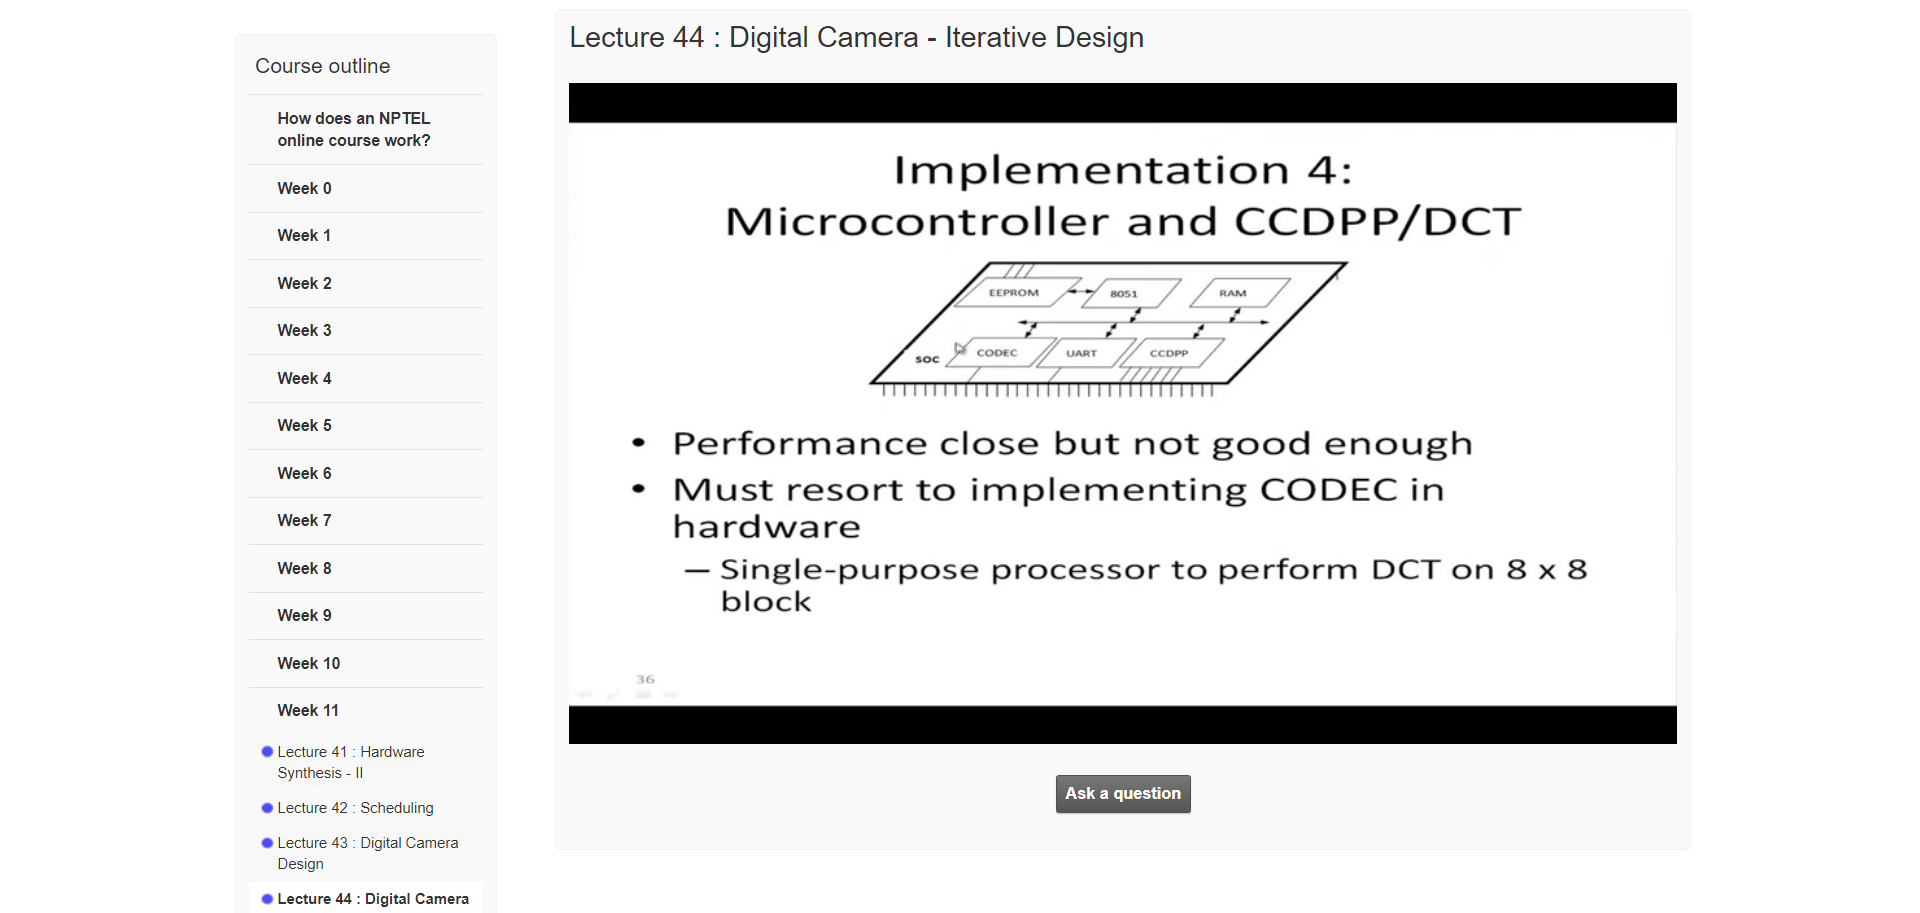 Course outline
How does an NPTEL
online course work?
Week 0
Week 1
Week 2
Week 3
Week 4
Week 5
Week 6
Week 7
Week 8
Week 9
Week 10
Week 11
Lecture 41 : Hardware
Synthesis - II
Lecture 42 : Scheduling
Lecture 43 : Digital Camera
Design
Lecture 44 : Digital Camera
Lecture 44 : Digital Camera - Iterative Design
Implementation 4:
Microcontroller and CCDPP/DCT
EEPROM 8051 RAM
SOC CODEC UART CCDPP
• Performance close but not good enough
• Must resort to implementing CODEC in
hardware
– Single-purpose processor to perform DCT on 8 x 8
block
36
Ask a question